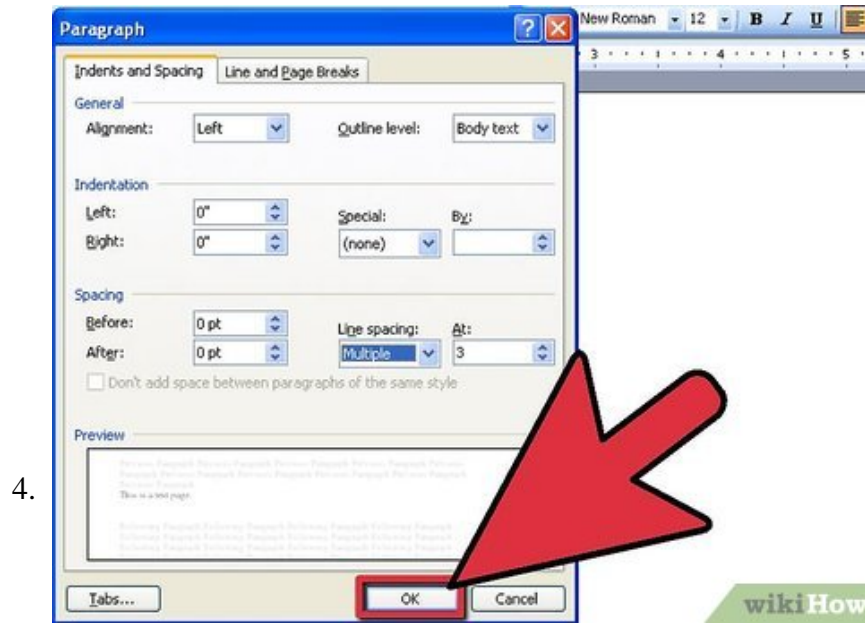 Paragraph
New Roman 12 B I U
3 4 5
Indents and Spacing Line and Page Breaks
General
Alignment: Left Outline level: Body text
Indentation
Left: 0" Special: By:
Right: 0" (none)
Spacing
Before: 0 pt Line spacing: At:
After: 0 pt Multiple 3
Don't add space between paragraphs of the same style
Preview
This is a test page.
4.
Tabs... OK Cancel
wikiHow